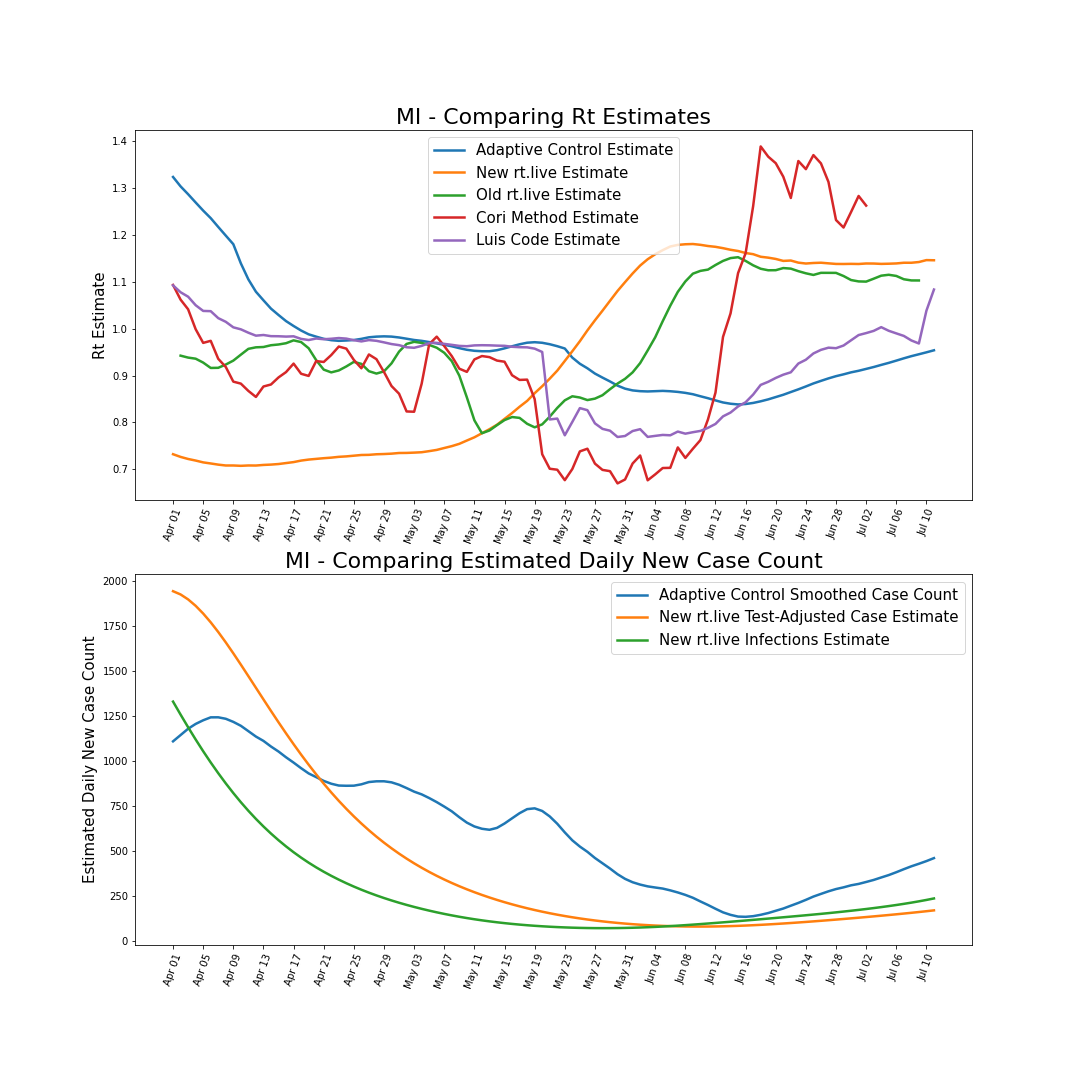 MI - Comparing Rt Estimates
Rt Estimate
1.4
1.3
1.2
1.1
1.0
0.9
0.8
0.7
Adaptive Control Estimate
New rt.live Estimate
Old rt.live Estimate
Cori Method Estimate
Luis Code Estimate
Apr 01 Apr 05 Apr 09 Apr 13 Apr 17 Apr 21 Apr 25 Apr 29 May 03 May 07 May 11 May 15 May 19 May 23 May 27 May 31 Jun 04 Jun 08 Jun 12 Jun 16 Jun 20 Jun 24 Jun 28 Jul 02 Jul 06 Jul 10
MI - Comparing Estimated Daily New Case Count
Estimated Daily New Case Count
2000
1750
1500
1250
1000
750
500
250
0
Adaptive Control Smoothed Case Count
New rt.live Test-Adjusted Case Estimate
New rt.live Infections Estimate
Apr 01 Apr 05 Apr 09 Apr 13 Apr 17 Apr 21 Apr 25 Apr 29 May 03 May 07 May 11 May 15 May 19 May 23 May 27 May 31 Jun 04 Jun 08 Jun 12 Jun 16 Jun 20 Jun 24 Jun 28 Jul 02 Jul 06 Jul 10